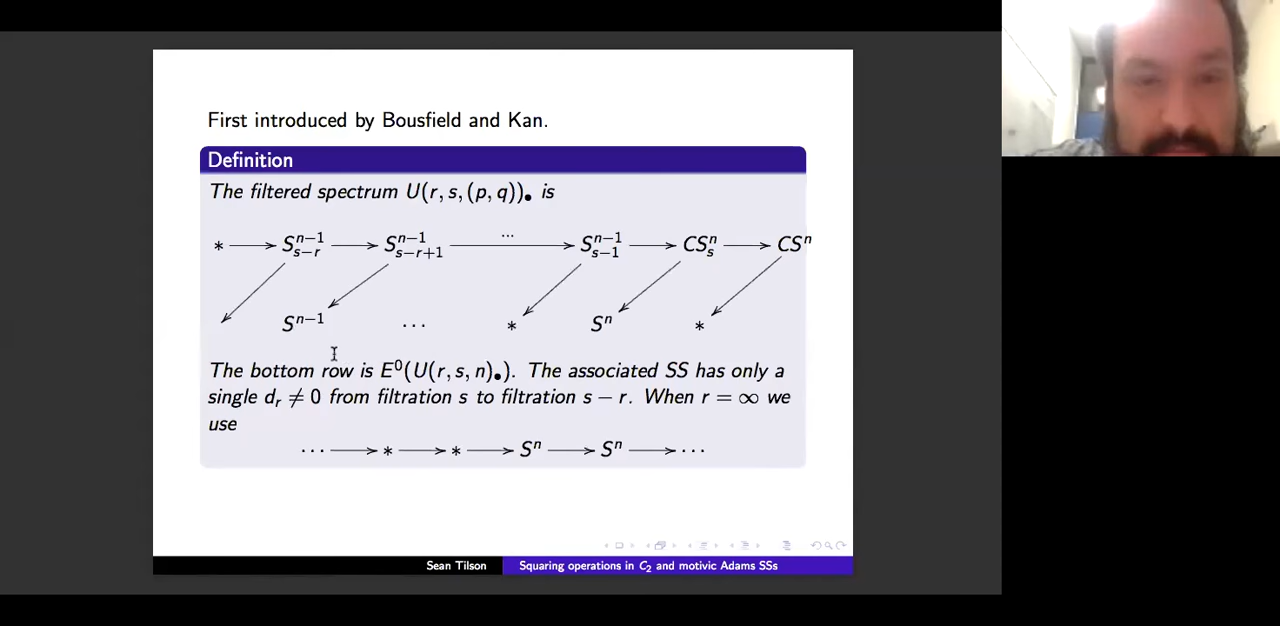 First introduced by Bousfield and Kan.
Definition
The filtered spectrum U(r, s, (p, q))• is
* S^{n-1}_{s-r} S^{n-1}_{s-r+1} ... S^{n-1}_{s-1} CS^n_s CS^n
S^{n-1} ... * S^n *
The bottom row is E^0(U(r, s, n)•). The associated SS has only a
single d_r ≠ 0 from filtration s to filtration s − r. When r = ∞ we
use
... * * S^n S^n ...
Sean Tilson Squaring operations in C_2 and motivic Adams SSs